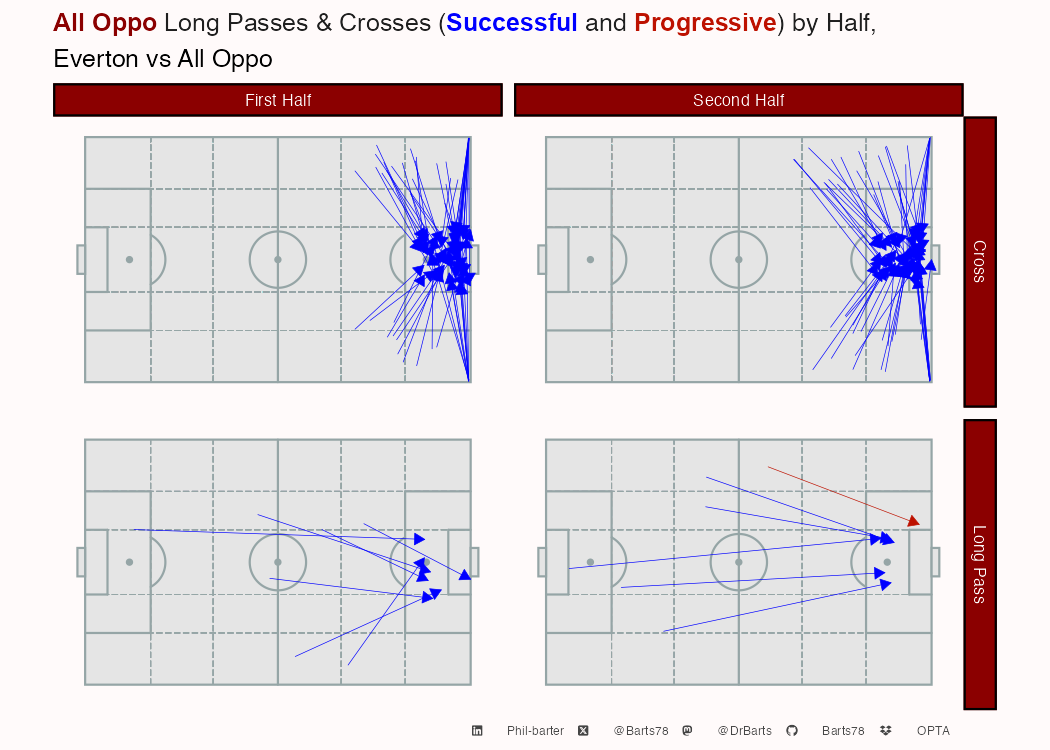 All Oppo Long Passes & Crosses (Successful and Progressive) by Half,
Everton vs All Oppo
First Half
Second Half
Cross
Long Pass
Phil-barter @Barts78 @DrBarts Barts78 OPTA